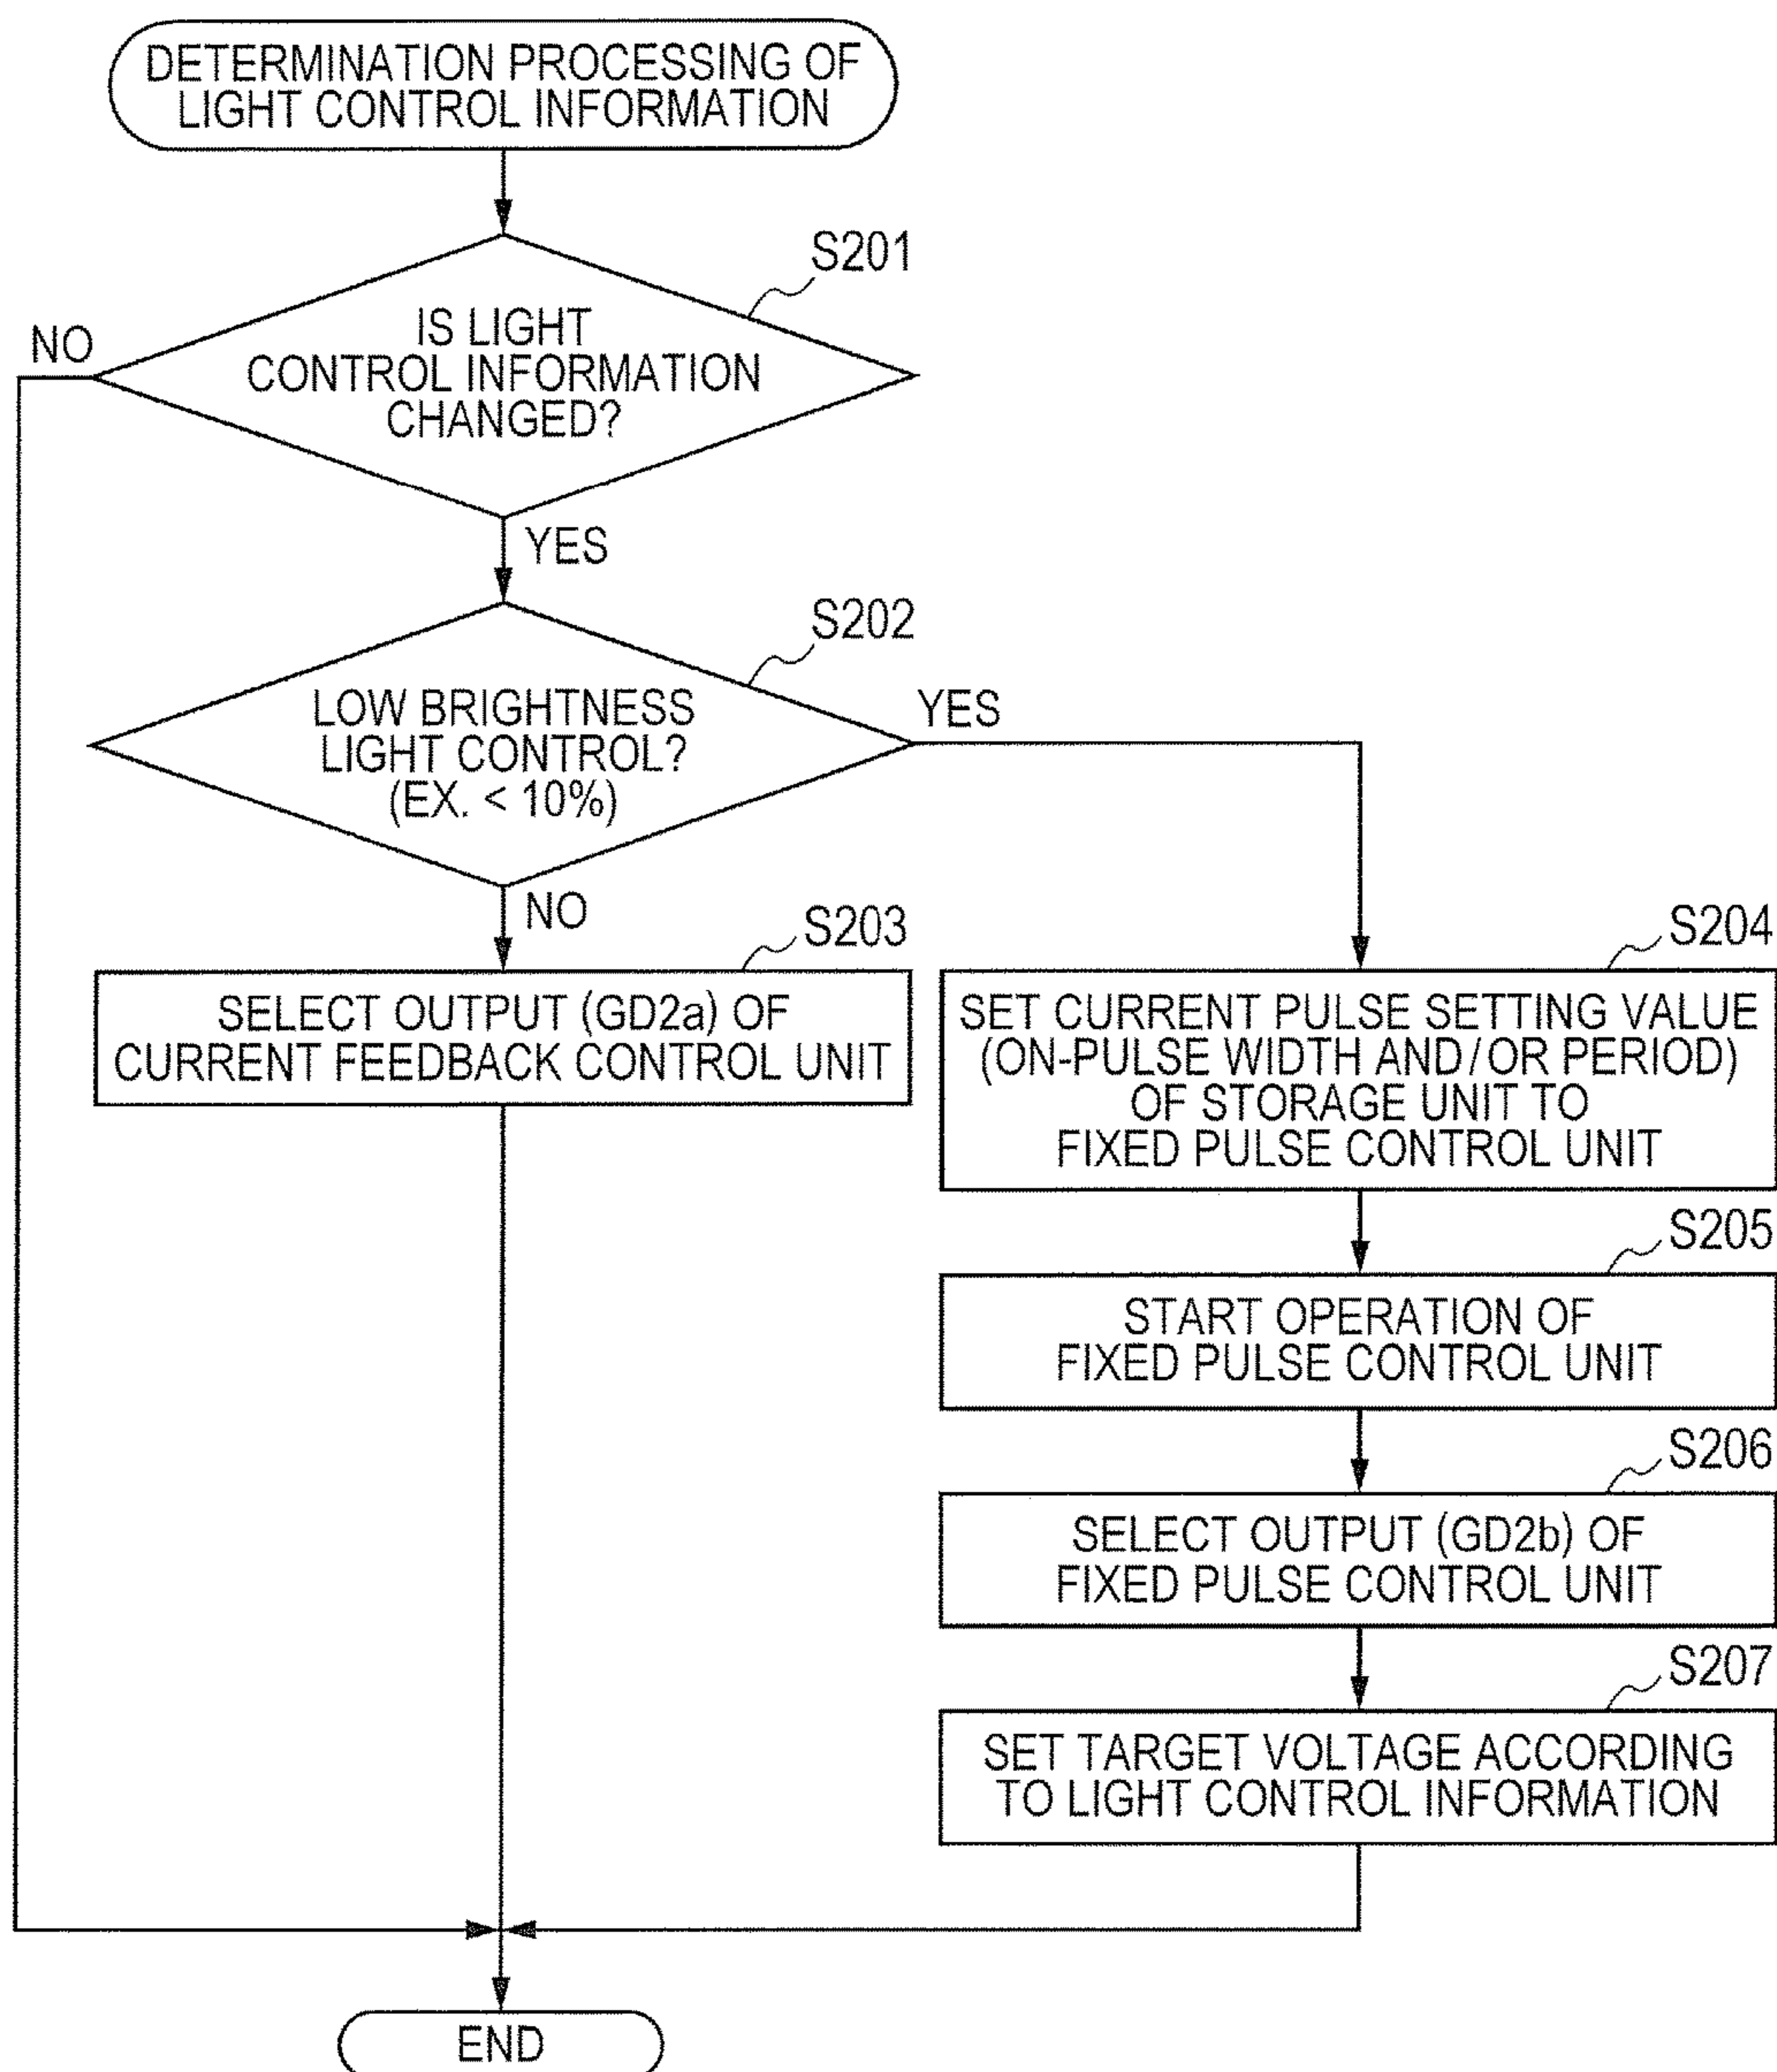 DETERMINATION PROCESSING OF
LIGHT CONTROL INFORMATION
S201
IS LIGHT
CONTROL INFORMATION
CHANGED?
NO
YES
S202
LOW BRIGHTNESS
LIGHT CONTROL?
(EX. < 10%)
YES
NO
S203
SELECT OUTPUT (GD2a) OF
CURRENT FEEDBACK CONTROL UNIT
S204
SET CURRENT PULSE SETTING VALUE
(ON-PULSE WIDTH AND/OR PERIOD)
OF STORAGE UNIT TO
FIXED PULSE CONTROL UNIT
S205
START OPERATION OF
FIXED PULSE CONTROL UNIT
S206
SELECT OUTPUT (GD2b) OF
FIXED PULSE CONTROL UNIT
S207
SET TARGET VOLTAGE ACCORDING
TO LIGHT CONTROL INFORMATION
END